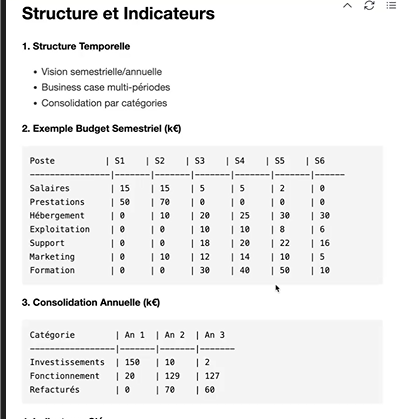 Structure et Indicateurs
1. Structure Temporelle
• Vision semestrielle/annuelle
• Business case multi-périodes
• Consolidation par catégories
2. Exemple Budget Semestriel (k€)
Poste | S1 | S2 | S3 | S4 | S5 | S6
-----------------|-------|-------|-------|-------|-------|------
Salaires | 15 | 15 | 5 | 5 | 2 | 0
Prestations | 50 | 70 | 0 | 0 | 0 | 0
Hébergement | 0 | 10 | 20 | 25 | 30 | 30
Exploitation | 0 | 0 | 10 | 10 | 8 | 6
Support | 0 | 0 | 18 | 20 | 22 | 16
Marketing | 0 | 10 | 12 | 14 | 10 | 5
Formation | 0 | 0 | 30 | 40 | 50 | 10
3. Consolidation Annuelle (k€)
Catégorie | An 1 | An 2 | An 3
------------------|-------|-------|-------
Investissements | 150 | 10 | 2
Fonctionnement | 20 | 129 | 127
Refacturés | 0 | 70 | 60